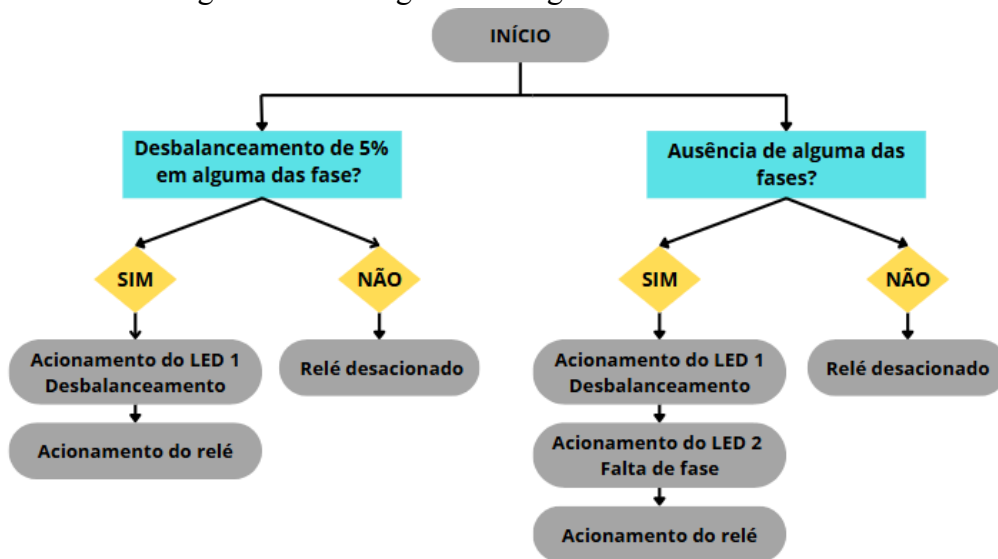 INÍCIO
Desbalanceamento de 5%
em alguma das fase?
Ausência de alguma das
fases?
SIM
NÃO
SIM
NÃO
Acionamento do LED 1
Desbalanceamento
Relé desacionado
Acionamento do LED 1
Desbalanceamento
Relé desacionado
Acionamento do relé
Acionamento do LED 2
Falta de fase
Acionamento do relé